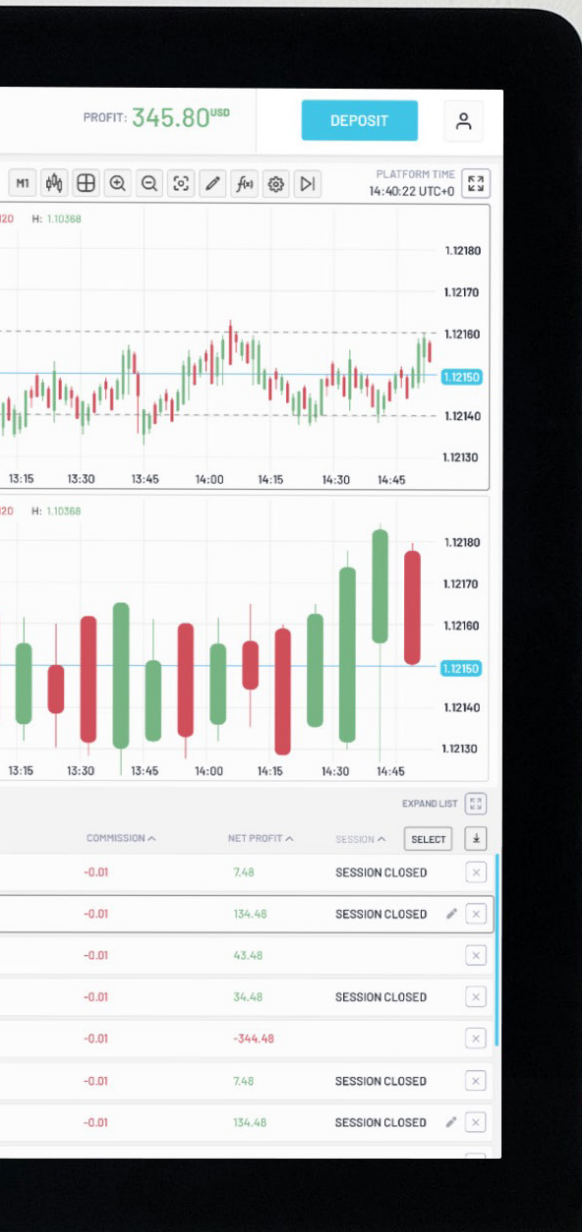 PROFIT: 345.80 USD DEPOSIT
M1 f(x) PLATFORM TIME
14:40:22 UTC+0
120 H: 1.10368
1.12180
1.12170
1.12160
1.12150
1.12140
1.12130
13:15 13:30 13:45 14:00 14:15 14:30 14:45
120 H: 1.10368
1.12180
1.12170
1.12160
1.12150
1.12140
1.12130
13:15 13:30 13:45 14:00 14:15 14:30 14:45
EXPAND LIST
COMMISSION NET PROFIT SESSION SELECT
-0.01 7.48 SESSION CLOSED
-0.01 134.48 SESSION CLOSED
-0.01 43.48
-0.01 34.48 SESSION CLOSED
-0.01 -344.48
-0.01 7.48 SESSION CLOSED
-0.01 134.48 SESSION CLOSED